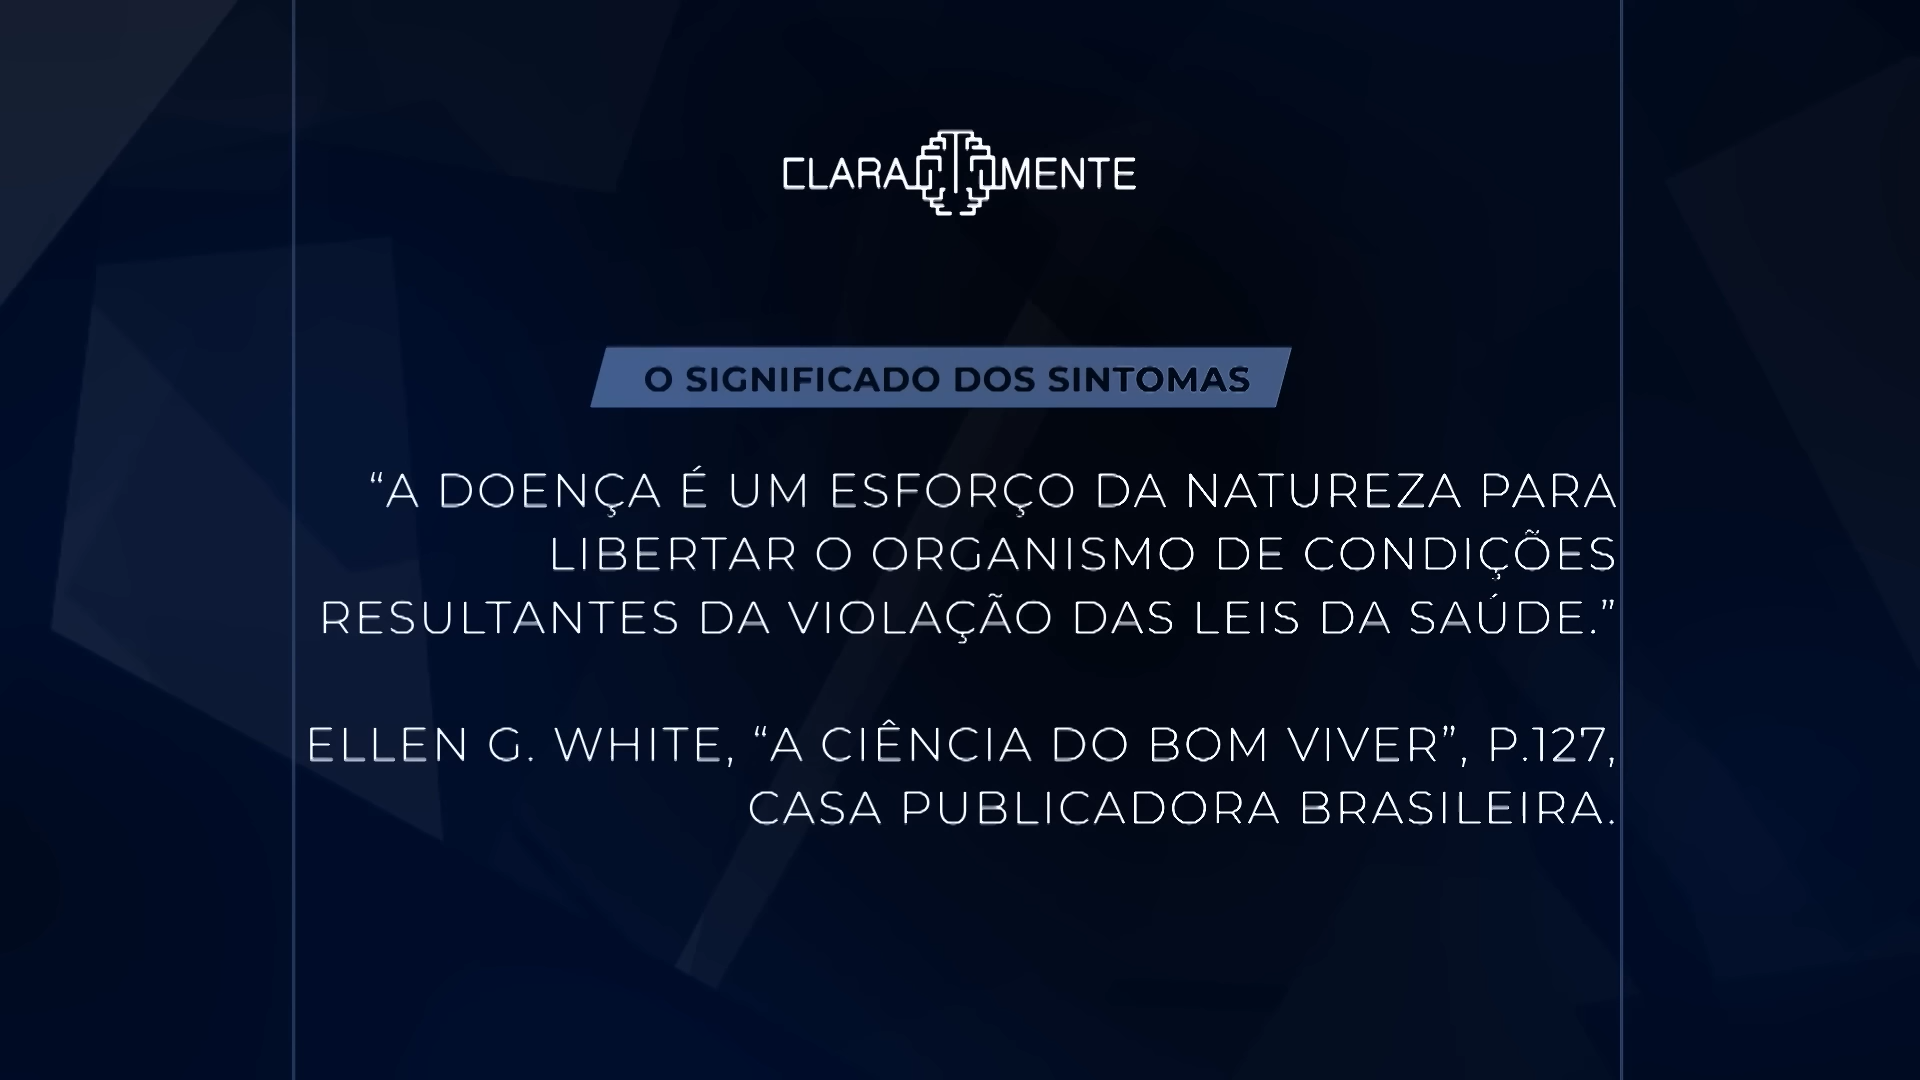 CLARAMENTE
O SIGNIFICADO DOS SINTOMAS
“A DOENÇA É UM ESFORÇO DA NATUREZA PARA
LIBERTAR O ORGANISMO DE CONDIÇÕES
RESULTANTES DA VIOLAÇÃO DAS LEIS DA SAÚDE.”
ELLEN G. WHITE, “A CIÊNCIA DO BOM VIVER”, P.127,
CASA PUBLICADORA BRASILEIRA.